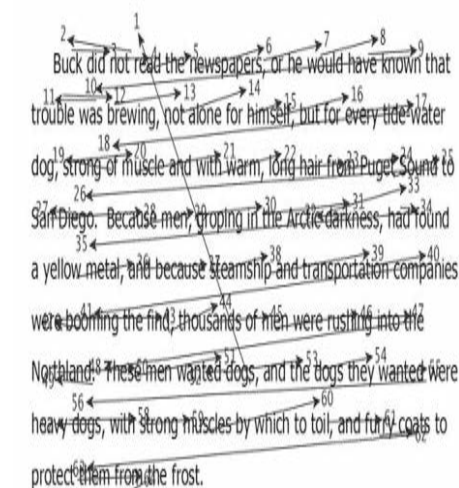 Buck did not read the newspapers, or he would have known that
trouble was brewing, not alone for himself, but for every tide-water
dog, strong of muscle and with warm, long hair from Puget Sound to
San Diego. Because men, groping in the Arctic darkness, had found
a yellow metal, and because steamship and transportation companies
were booming the find, thousands of men were rushing into the
Northland. These men wanted dogs, and the dogs they wanted were
heavy dogs, with strong muscles by which to toil, and furry coats to
protect them from the frost.